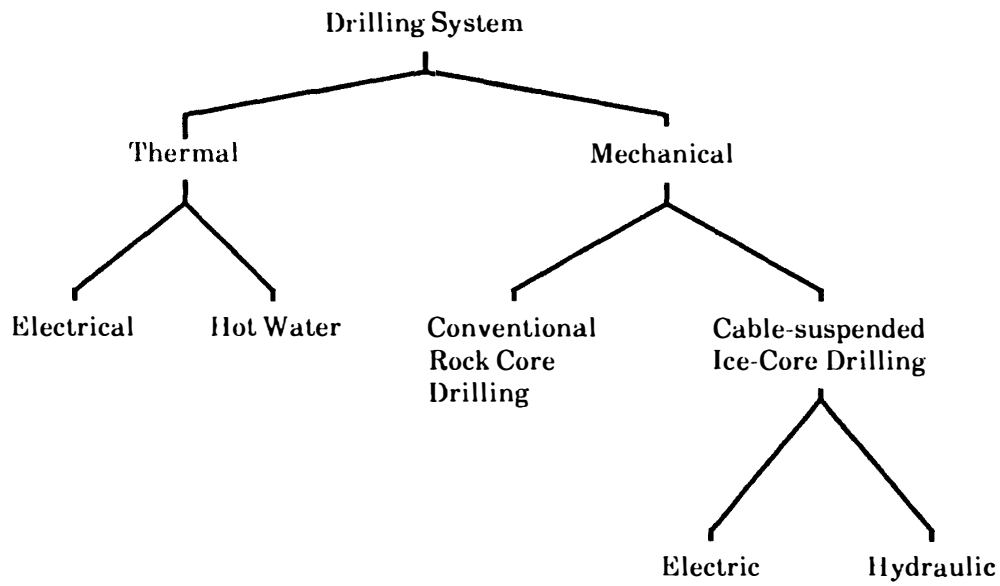 Drilling System
Thermal
Mechanical
Electrical
Hot Water
Conventional
Rock Core
Drilling
Cable-suspended
Ice-Core Drilling
Electric
Hydraulic